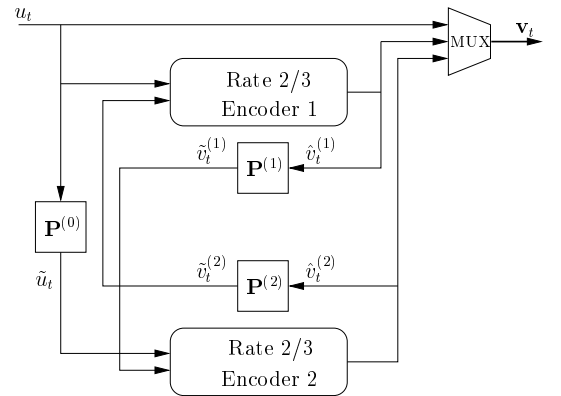 u_t
v_t
MUX
Rate 2/3
Encoder 1
ṽ_t^(1)
P^(1)
v̂_t^(1)
P^(0)
ṽ_t^(2)
P^(2)
v̂_t^(2)
ũ_t
Rate 2/3
Encoder 2